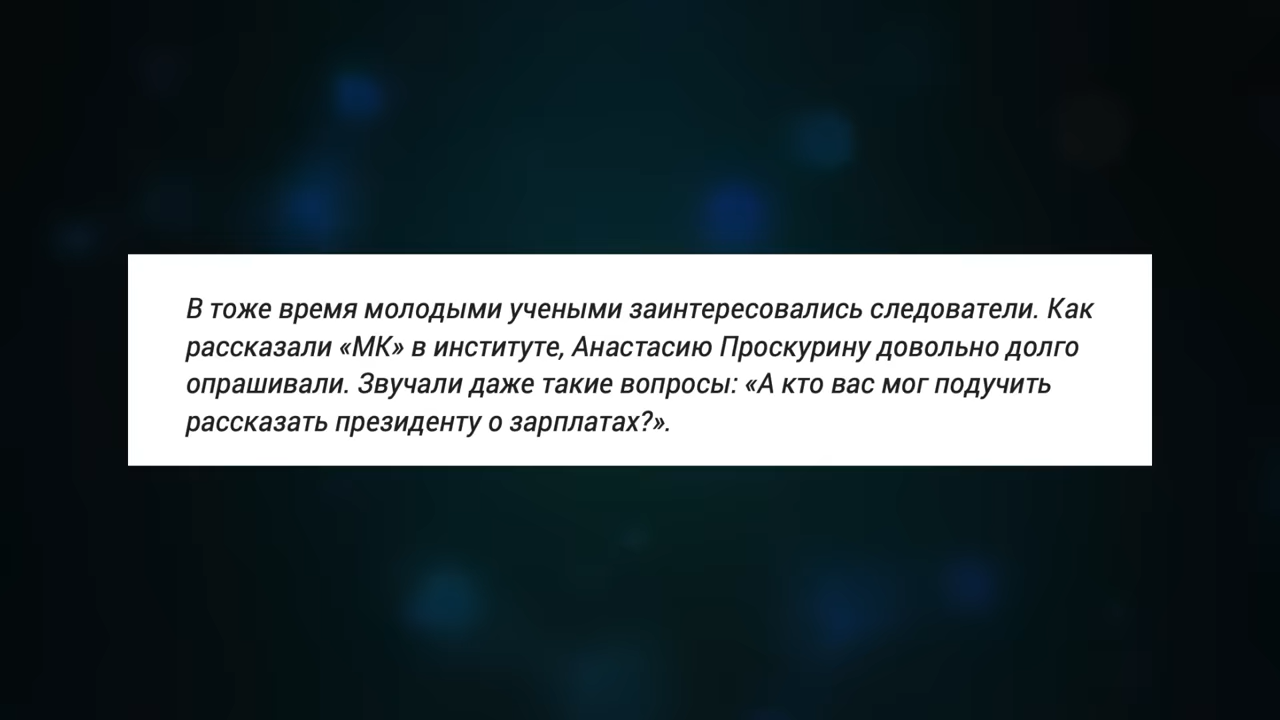 В тоже время молодыми учеными заинтересовались следователи. Как
рассказали «МК» в институте, Анастасию Проскурину довольно долго
опрашивали. Звучали даже такие вопросы: «А кто вас мог подучить
рассказать президенту о зарплатах?».